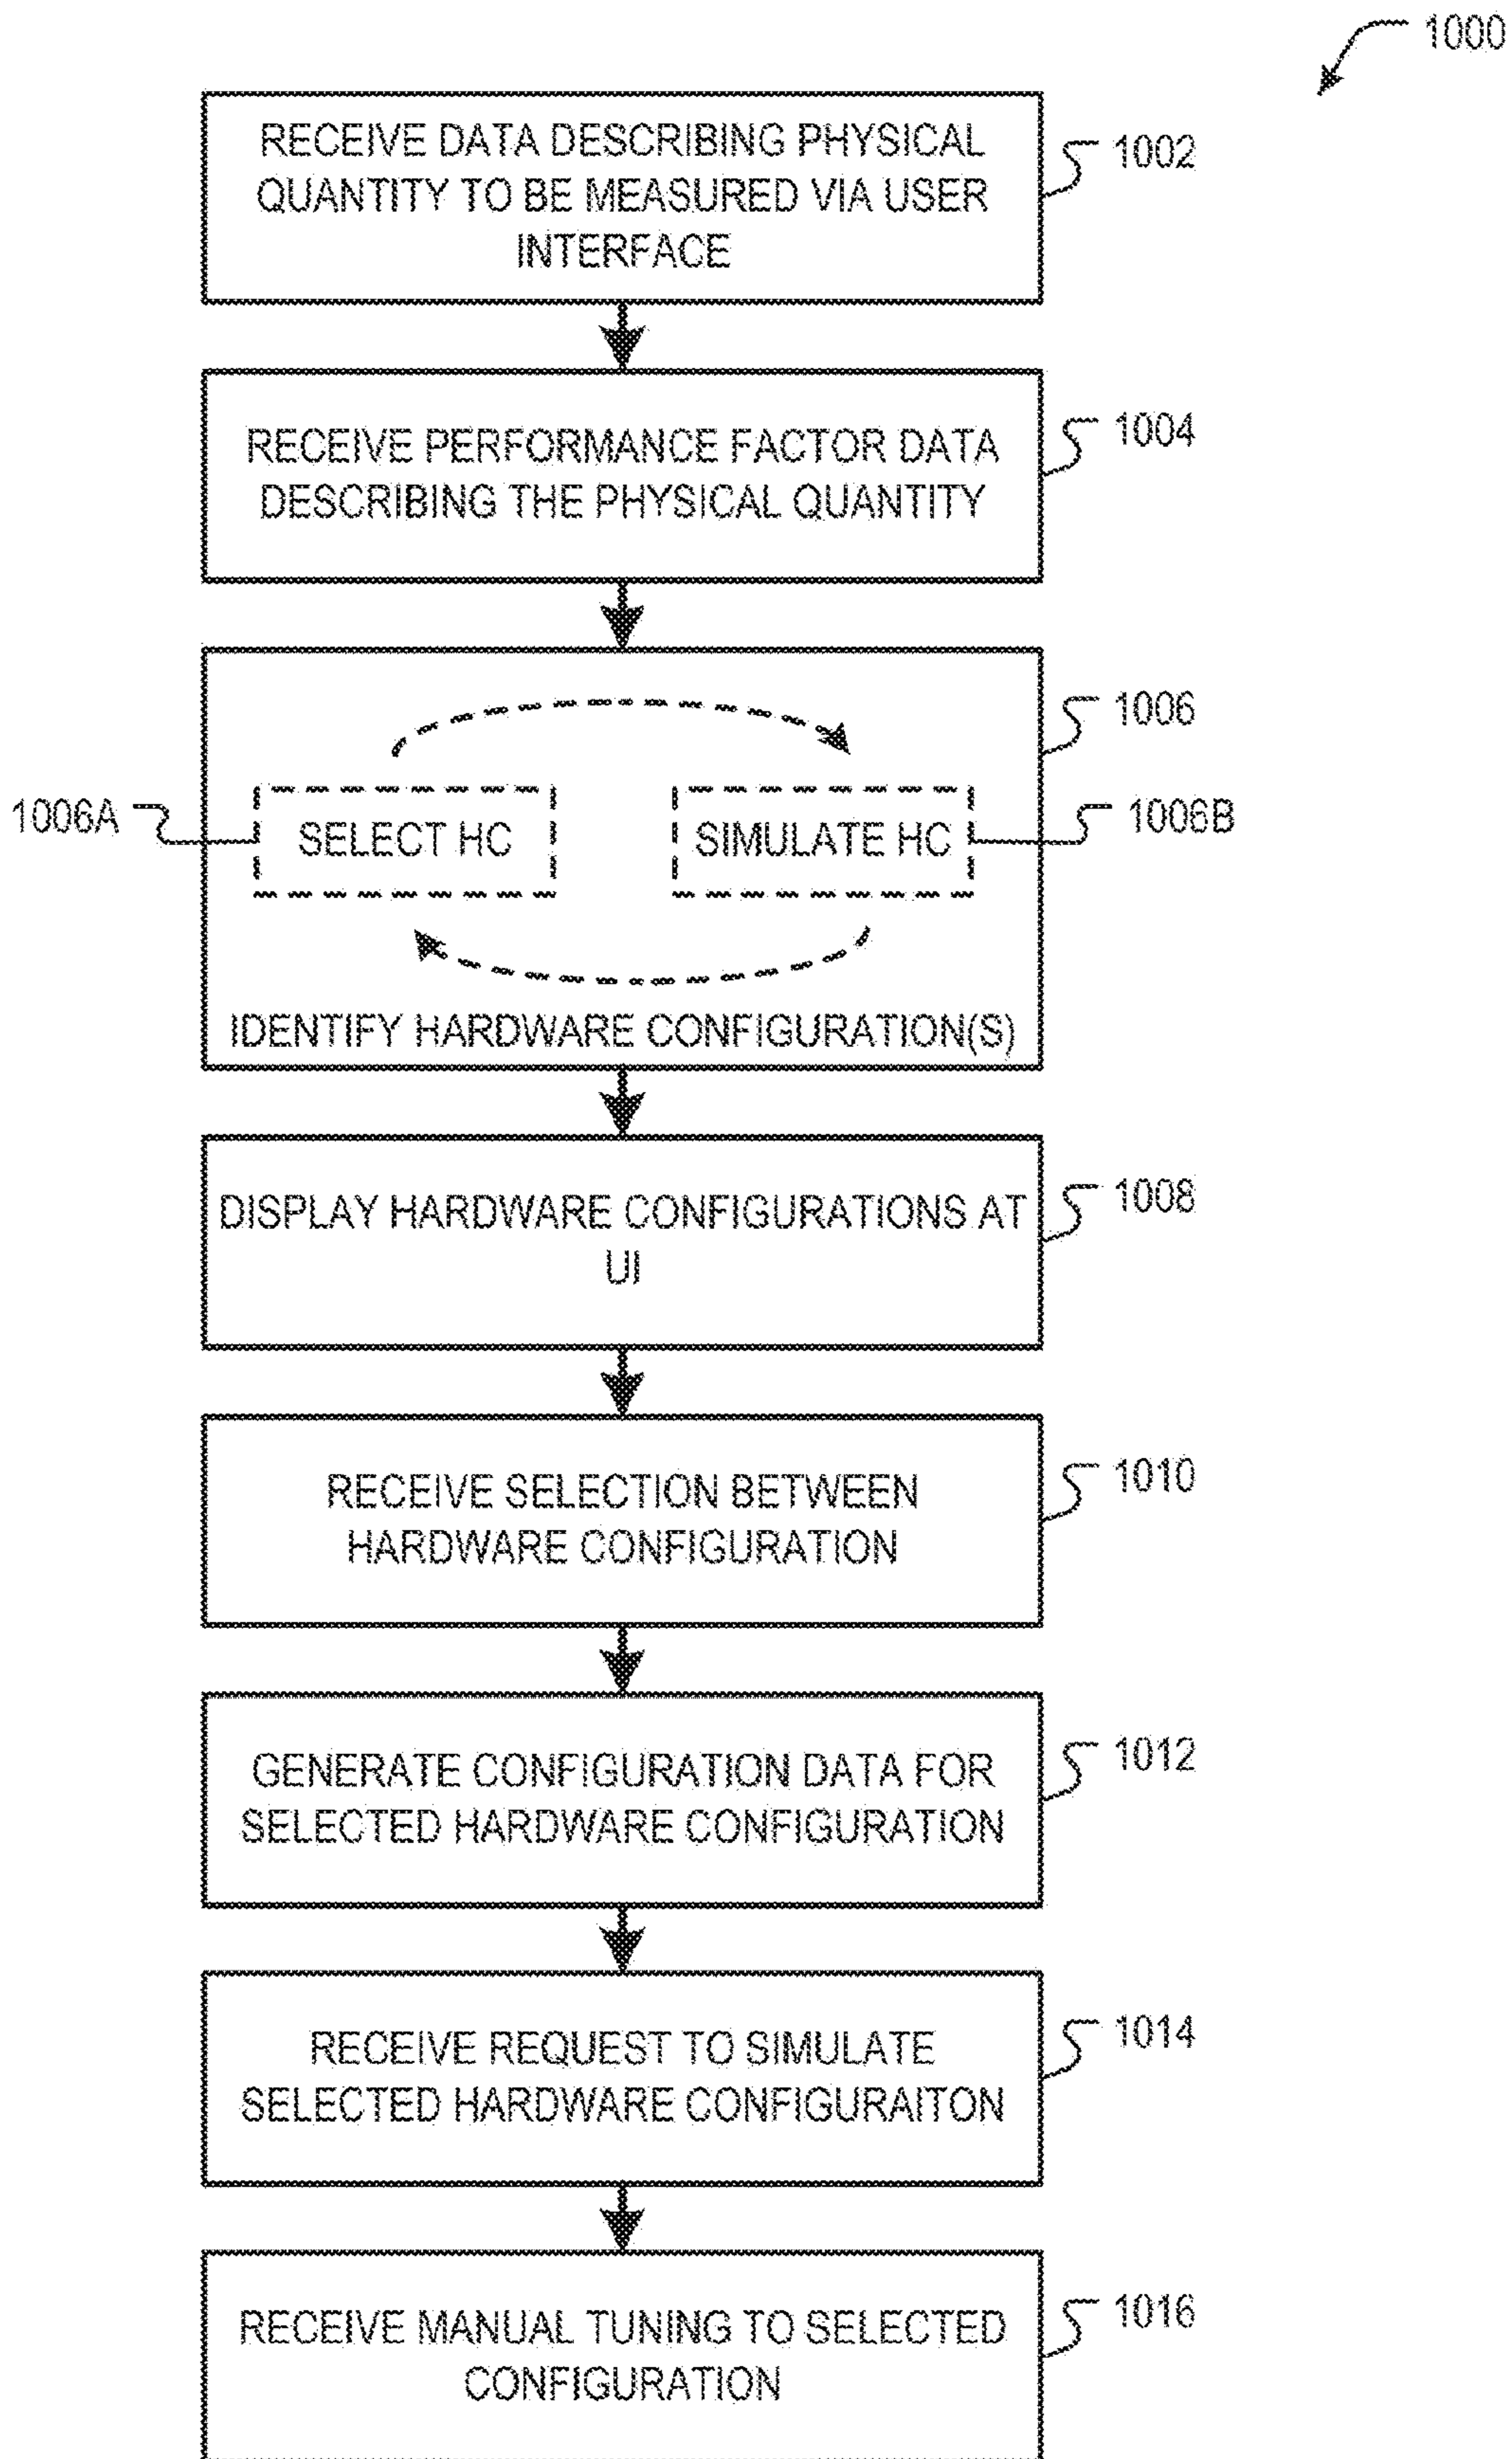 1000
RECEIVE DATA DESCRIBING PHYSICAL
QUANTITY TO BE MEASURED VIA USER
INTERFACE
1002
RECEIVE PERFORMANCE FACTOR DATA
DESCRIBING THE PHYSICAL QUANTITY
1004
1006
1006A
SELECT HC
SIMULATE HC
1006B
IDENTIFY HARDWARE CONFIGURATION(S)
DISPLAY HARDWARE CONFIGURATIONS AT
UI
1008
RECEIVE SELECTION BETWEEN
HARDWARE CONFIGURATION
1010
GENERATE CONFIGURATION DATA FOR
SELECTED HARDWARE CONFIGURATION
1012
RECEIVE REQUEST TO SIMULATE
SELECTED HARDWARE CONFIGURAITON
1014
RECEIVE MANUAL TUNING TO SELECTED
CONFIGURATION
1016